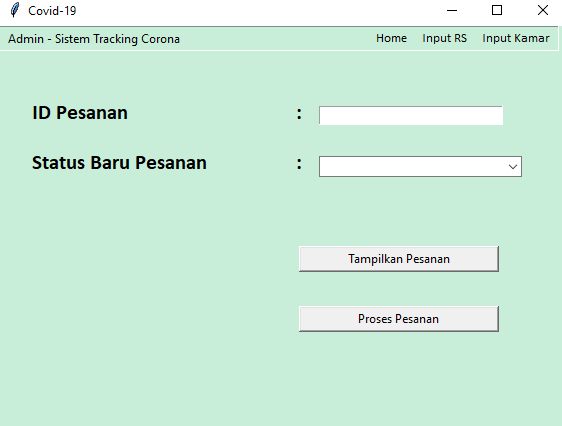 Covid-19
Admin - Sistem Tracking Corona Home Input RS Input Kamar
ID Pesanan :
Status Baru Pesanan :
Tampilkan Pesanan
Proses Pesanan